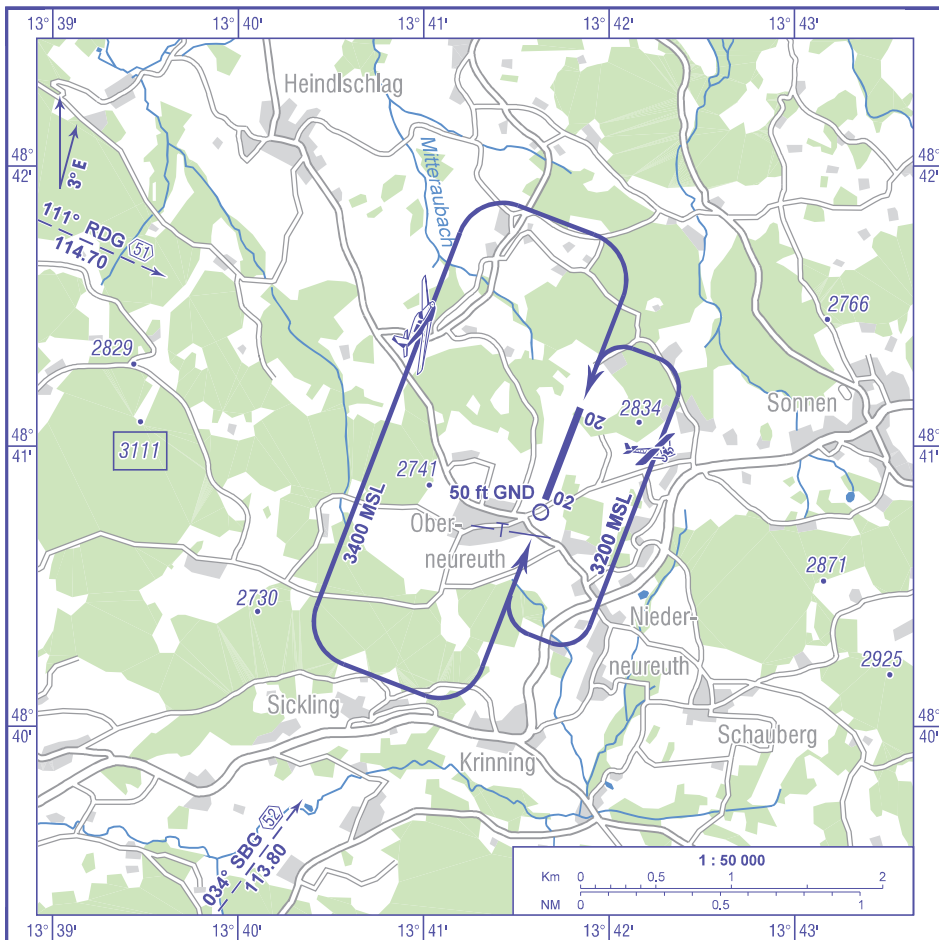 13° 39' 13° 40' 13° 41' 13° 42' 13° 43'
Heindlschlag
Mitteraubach
48° 42' 48° 42'
3° E
111° RDG 51
114.70
2766
2829
2834
Sonnen
20
48° 41' 48° 41'
3111
2741
50 ft GND
02
3400 MSL
3200 MSL
Ober-
T
neureuth
2871
2730
Nieder-
neureuth
2925
Sickling
48° 40' 48° 40'
Schauberg
Krinning
034° SBG 52
113.80
1 : 50 000
Km 0 0,5 1 2
NM 0 0,5 1
13° 39' 13° 40' 13° 41' 13° 42' 13° 43'